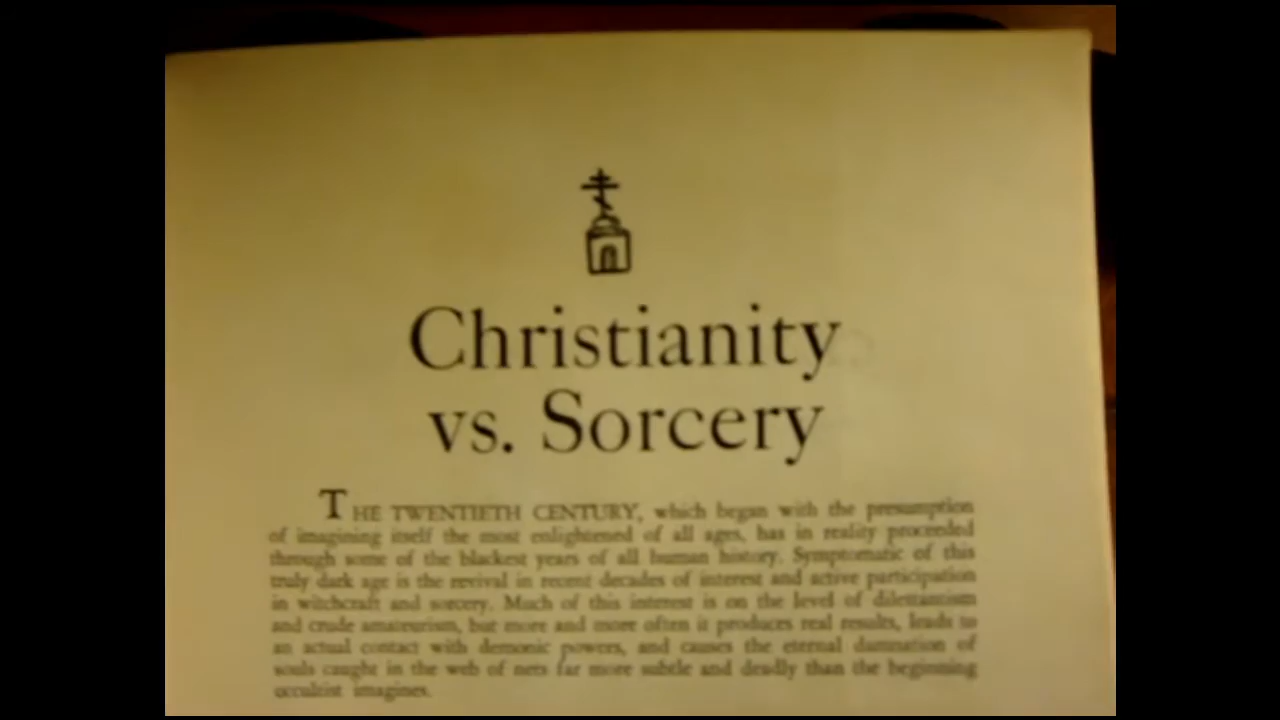 Christianity
vs. Sorcery
THE TWENTIETH CENTURY, which began with the presumption
of imagining itself the most enlightened of all ages, has in reality proceeded
through some of the blackest years of all human history. Symptomatic of this
truly dark age is the revival in recent decades of interest and active participation
in witchcraft and sorcery. Much of this interest is on the level of dilettantism
and crude amateurism, but more and more often it produces real results, leads to
an actual contact with demonic powers, and causes the eternal damnation of
souls caught in the web of nets far more subtle and deadly than the beginning
occultist imagines.